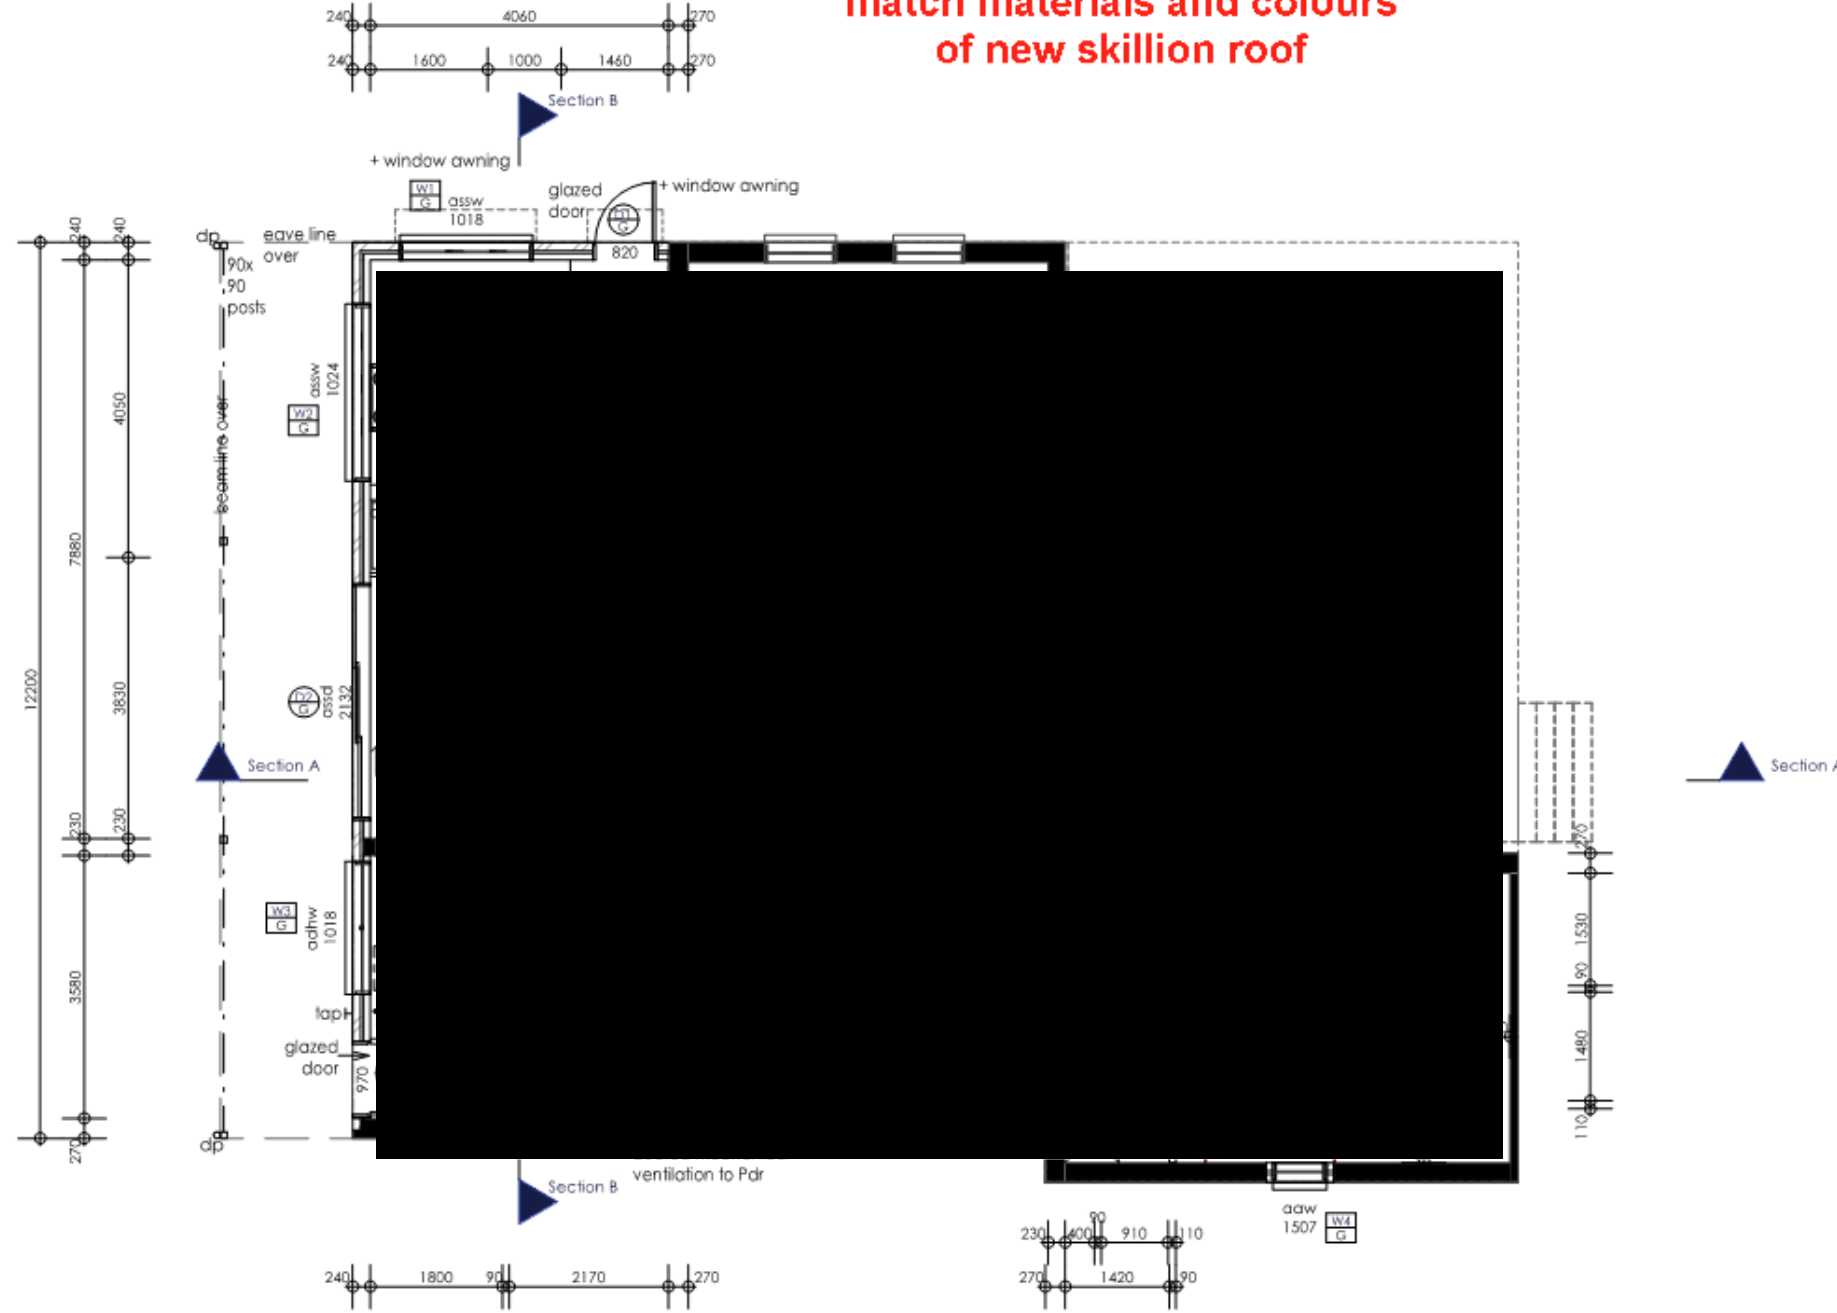 match materials and colours
of new skillion roof
240 4060 270
240 1600 1000 1460 270
Section B
+ window awning
W1
G
assw
1018
glazed
door
+ window awning
D1
G
820
dp
eave line
over
90x
90
posts
240
240
assw
1024
W2
G
4050
beam line over
7880
12200
3830
D2
G
assd
2132
Section A
Section A
230
230
270
W3
G
adhw
1018
1530
90
3580
tap
glazed
door
970
1480
110
dp
270
ventilation to Pdr
Section B
aaw
1507
W4
G
90
230 400 910 110
240 1800 90 2170 270
270 1420 90